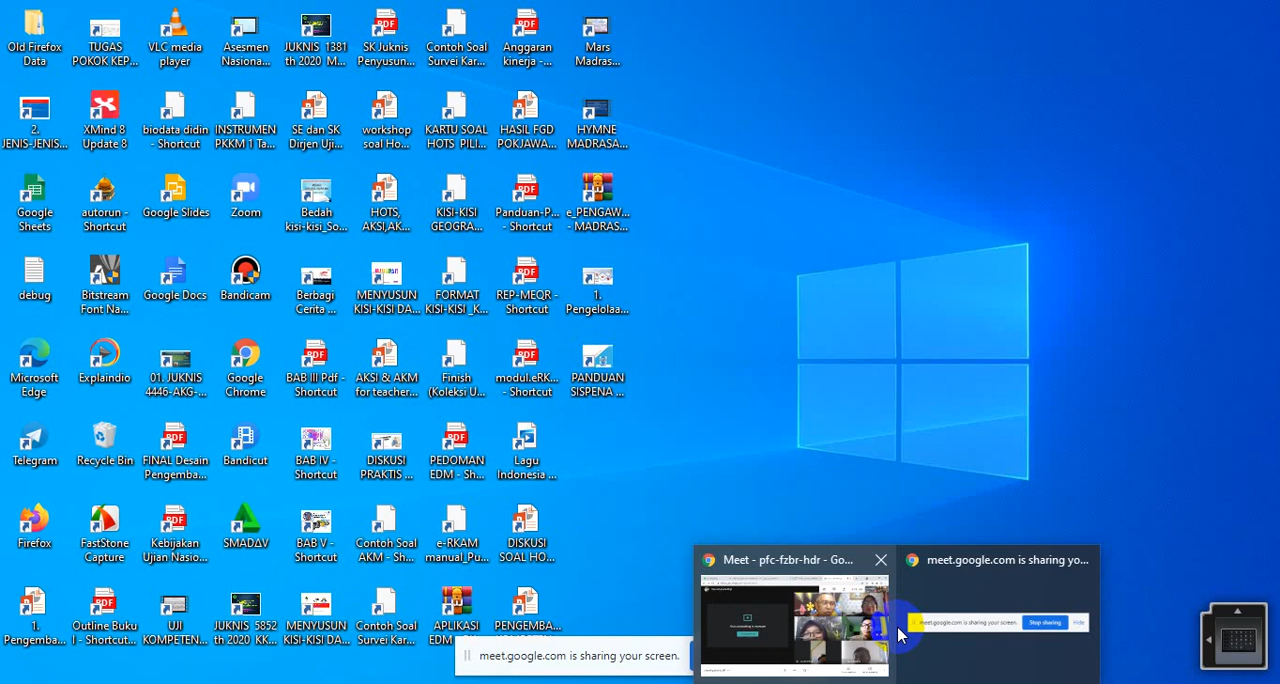 Old Firefox
Data
TUGAS
POKOK KEP...
VLC media
player
Asesmen
Nasiona...
JUKNIS 1381
th 2020 M...
SK Juknis
Penyusun...
Contoh Soal
Survei Kar...
Anggaran
kinerja -...
Mars
Madras...
2.
JENIS-JENIS...
XMind 8
Update 8
biodata didin
- Shortcut
INSTRUMEN
PKKM 1 Ta...
SE dan SK
Dirjen Uji...
workshop
soal Ho...
KARTU SOAL
HOTS PILI...
HASIL FGD
POKJAWA...
HYMNE
MADRASA...
Google
Sheets
autorun -
Shortcut
Google Slides
Zoom
Bedah
kisi-kisi_So...
HOTS,
AKSI,AK...
KISI-KISI
GEOGRA...
Panduan-P...
- Shortcut
e_PENGAW...
- MADRAS...
debug
Bitstream
Font Na...
Google Docs
Bandicam
Berbagi
Cerita ...
MENYUSUN
KISI-KISI DA...
FORMAT
KISI-KISI _K...
REP-MEQR -
Shortcut
1.
Pengelolaa...
Microsoft
Edge
Explaindio
01. JUKNIS
4446-AKG-...
Google
Chrome
BAB III Pdf -
Shortcut
AKSI & AKM
for teacher...
Finish
(Koleksi U...
modul.eRK...
- Shortcut
PANDUAN
SISPENA ...
Telegram
Recycle Bin
FINAL Desain
Pengemba...
Bandicut
BAB IV -
Shortcut
DISKUSI
PRAKTIS ...
PEDOMAN
EDM - Sh...
Lagu
Indonesia ...
Firefox
FastStone
Capture
Kebijakan
Ujian Nasio...
SMADAV
BAB V -
Shortcut
Contoh Soal
AKM - Sh...
e-RKAM
manual_Pu...
DISKUSI
SOAL HO...
1.
Pengemba...
Outline Buku
I - Shortcut...
UJI
KOMPETEN...
JUKNIS 5852
th 2020 KK...
MENYUSUN
KISI-KISI DA...
Contoh Soal
Survei Kar...
APLIKASI
EDM
PENGEMBA...
Meet - pfc-fzbr-hdr - Go...
meet.google.com is sharing yo...
meet.google.com is sharing your screen.
Stop sharing
Hide
meet.google.com is sharing your screen.